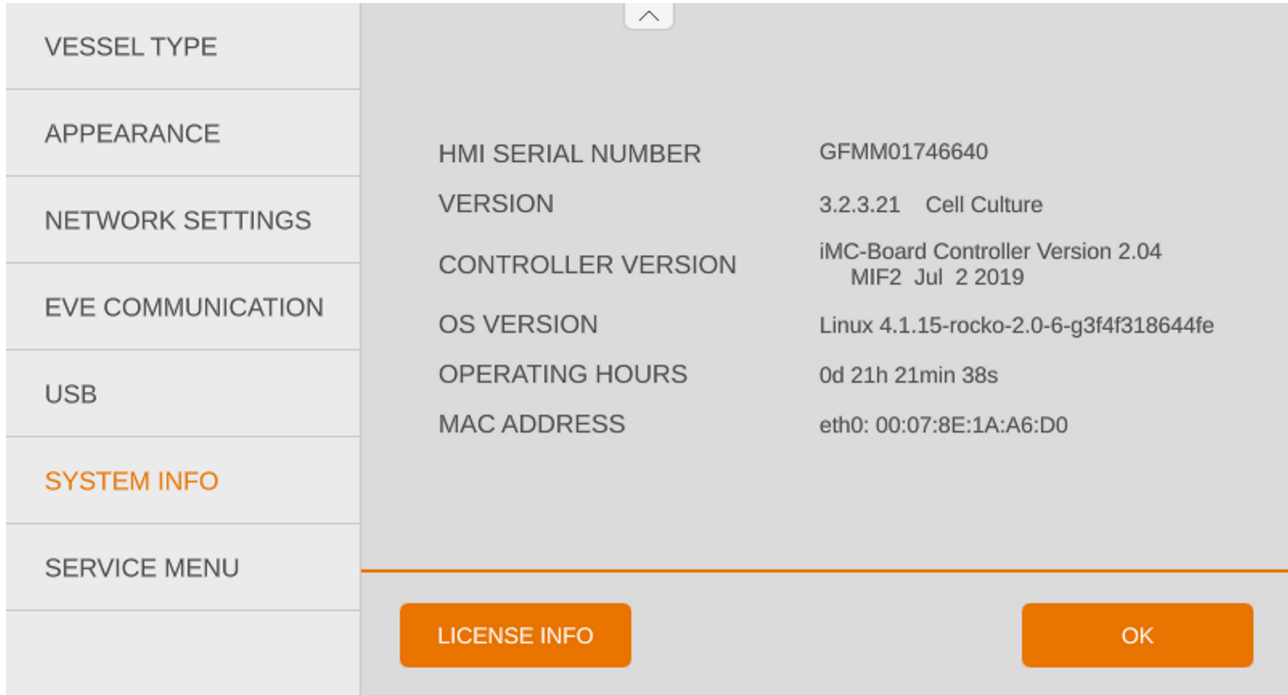 VESSEL TYPE
APPEARANCE
NETWORK SETTINGS
EVE COMMUNICATION
USB
SYSTEM INFO
SERVICE MENU
HMI SERIAL NUMBER GFMM01746640
VERSION 3.2.3.21 Cell Culture
CONTROLLER VERSION iMC-Board Controller Version 2.04
MIF2 Jul 2 2019
OS VERSION Linux 4.1.15-rocko-2.0-6-g3f4f318644fe
OPERATING HOURS 0d 21h 21min 38s
MAC ADDRESS eth0: 00:07:8E:1A:A6:D0
LICENSE INFO OK